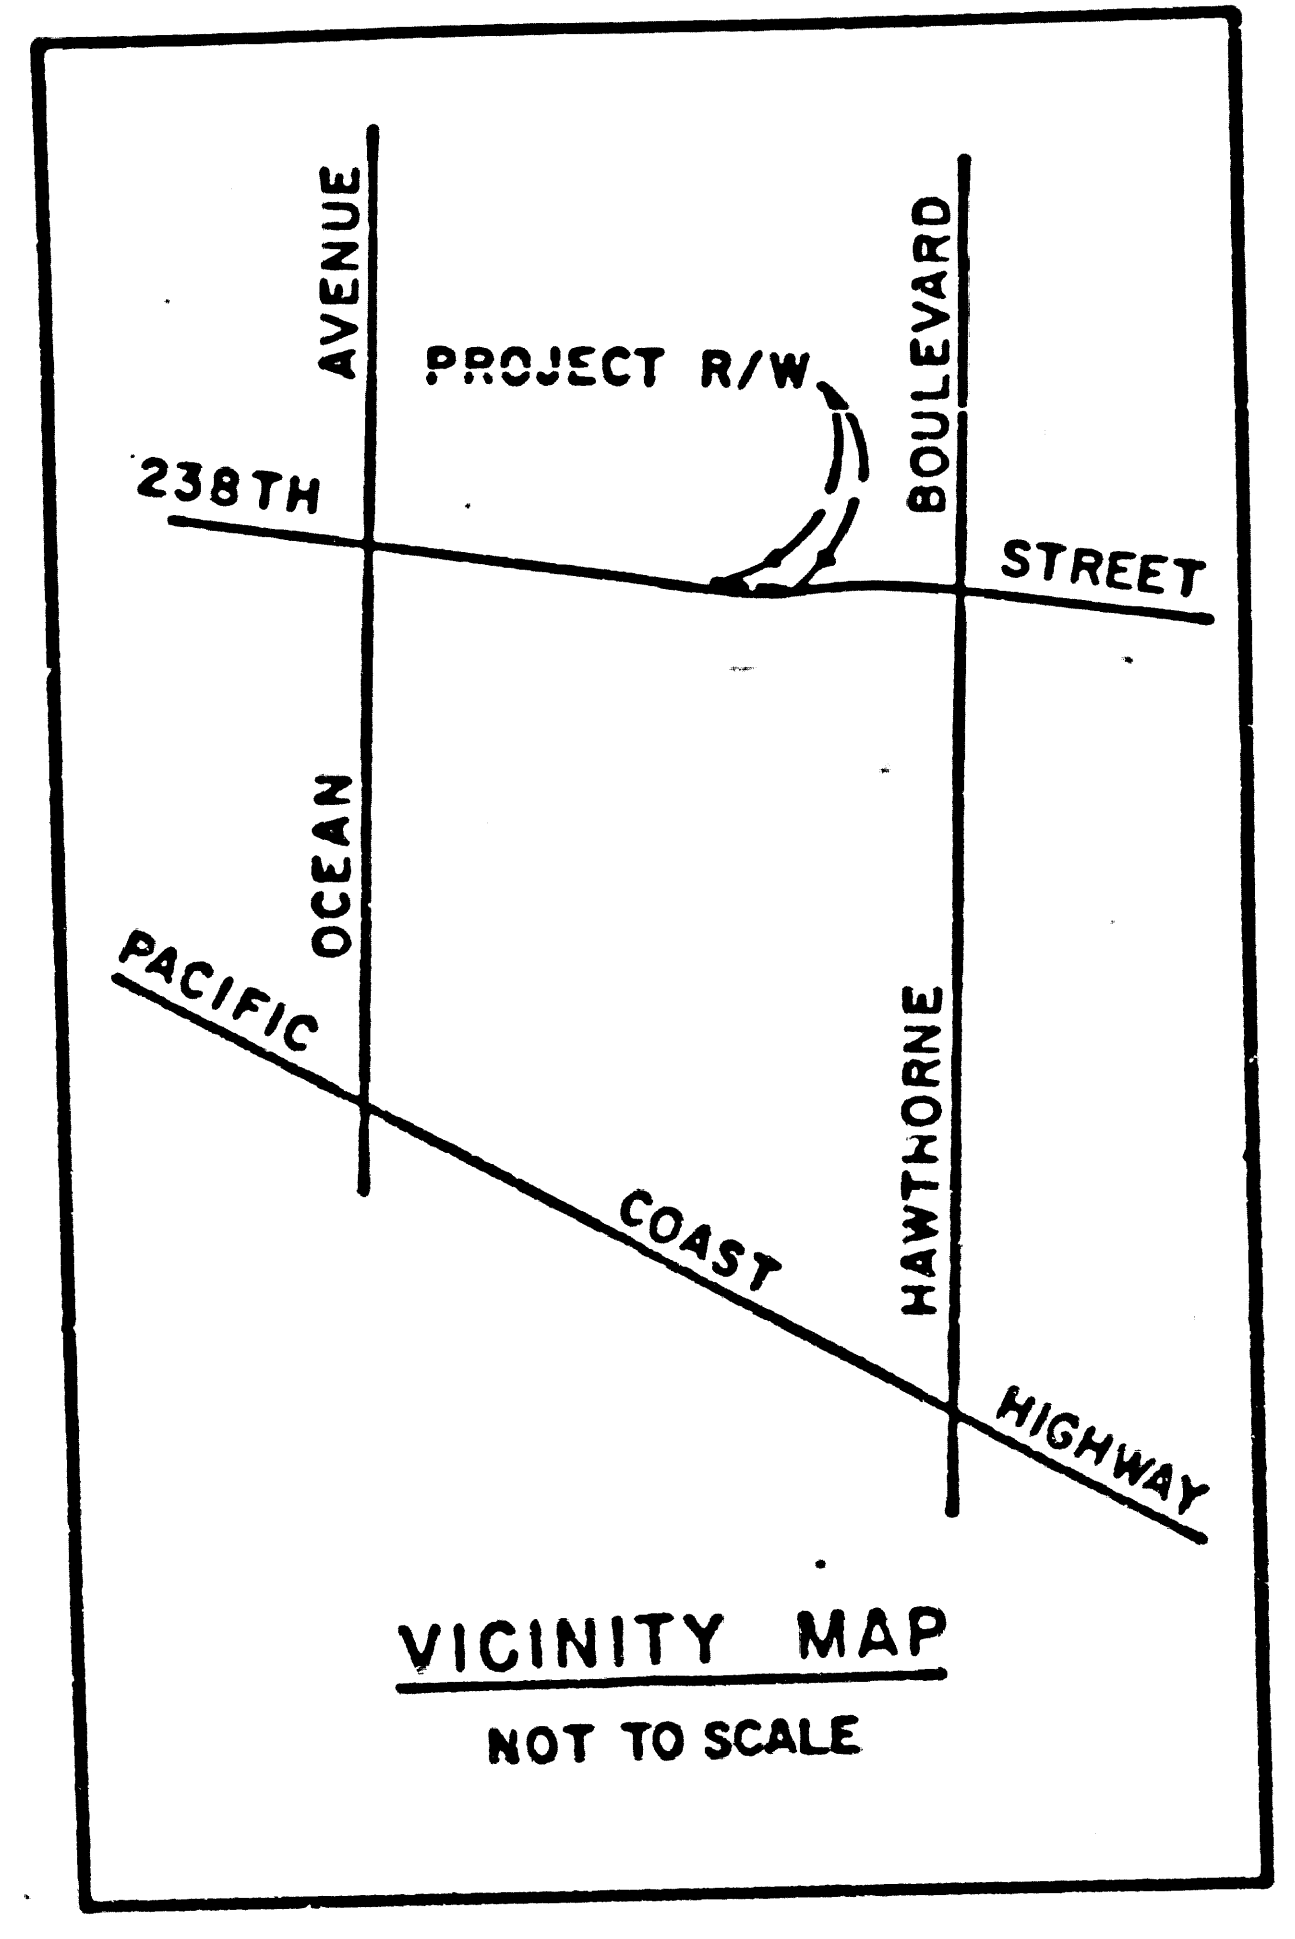 AVENUE
BOULEVARD
PROJECT R/W
238TH
STREET
OCEAN
PACIFIC
HAWTHORNE
COAST
HIGHWAY
VICINITY MAP
NOT TO SCALE